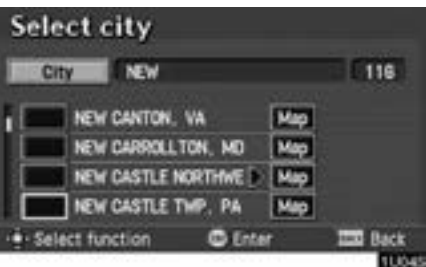 Select city
City NEW 116
NEW CANTON, VA Map
NEW CARROLLTON, MD Map
NEW CASTLE NORTHWE Map
NEW CASTLE TWP, PA Map
Select function Enter Back
1U04S